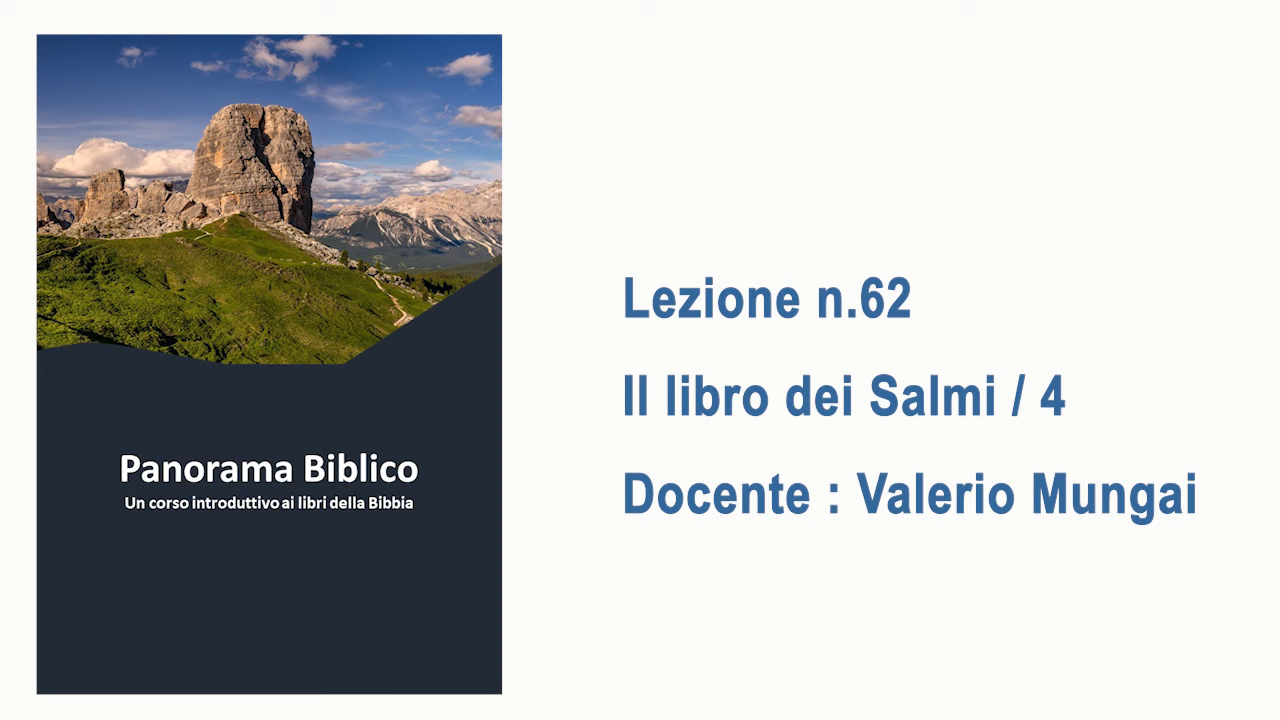 Panorama Biblico
Un corso introduttivo ai libri della Bibbia
Lezione n.62
Il libro dei Salmi / 4
Docente : Valerio Mungai